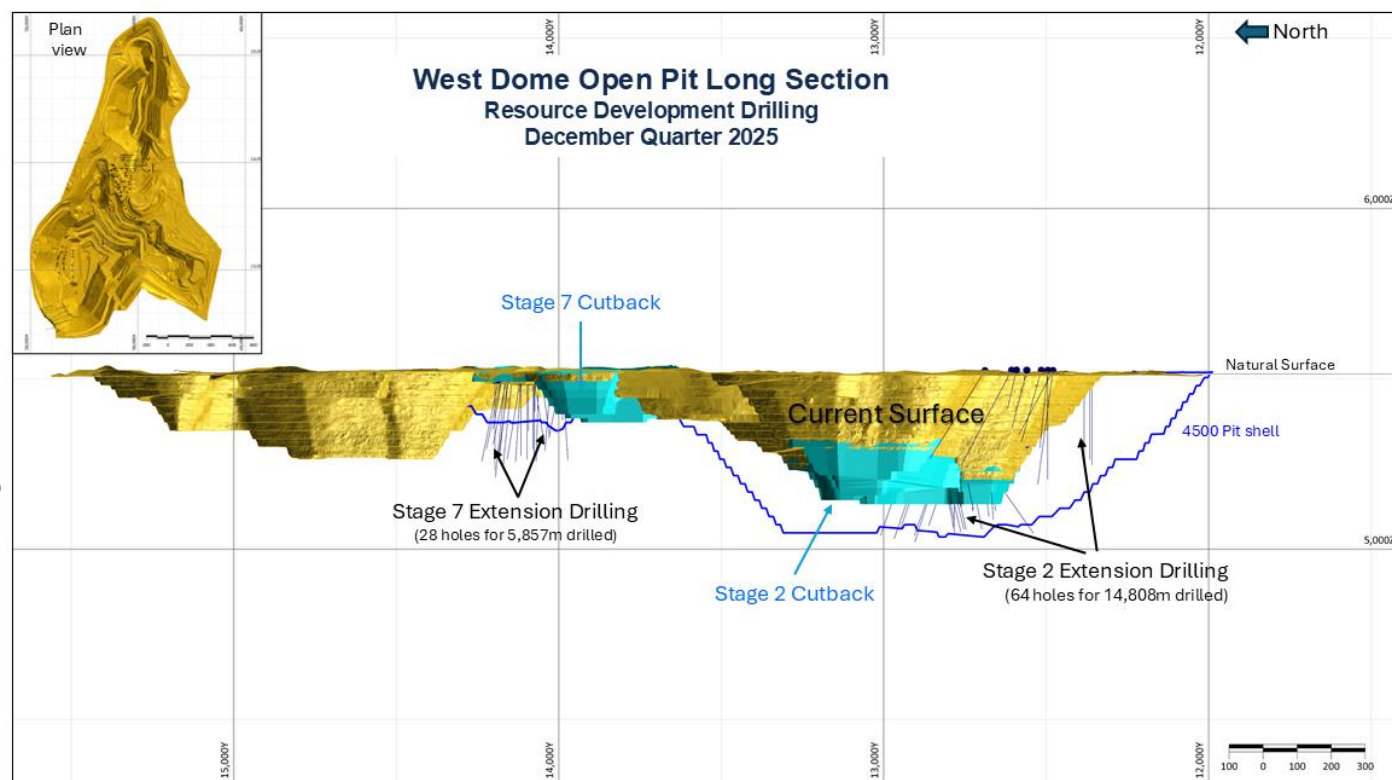 Plan
view
14,000Y
13,000Y
12,000Y
North
West Dome Open Pit Long Section
Resource Development Drilling
December Quarter 2025
6,000Z
Stage 7 Cutback
Natural Surface
Current Surface
4500 Pit shell
Stage 7 Extension Drilling
(28 holes for 5,857m drilled)
5,000Z
Stage 2 Extension Drilling
(64 holes for 14,808m drilled)
Stage 2 Cutback
15,000Y
14,000Y
13,000Y
12,000Y
100 0 100 200 300